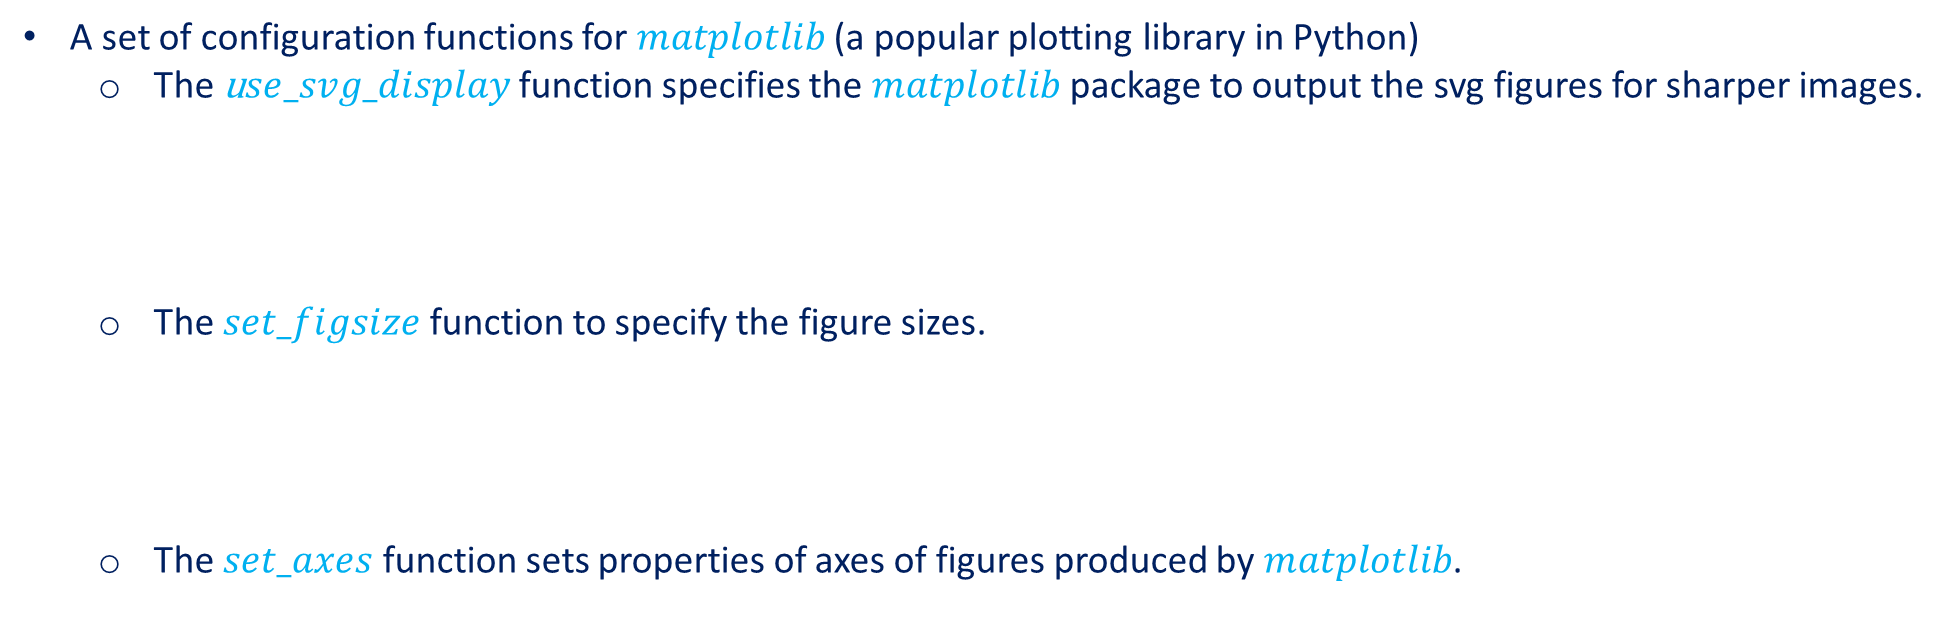 • A set of configuration functions for matplotlib (a popular plotting library in Python)
o The use_svg_display function specifies the matplotlib package to output the svg figures for sharper images.
o The set_figsize function to specify the figure sizes.
o The set_axes function sets properties of axes of figures produced by matplotlib.